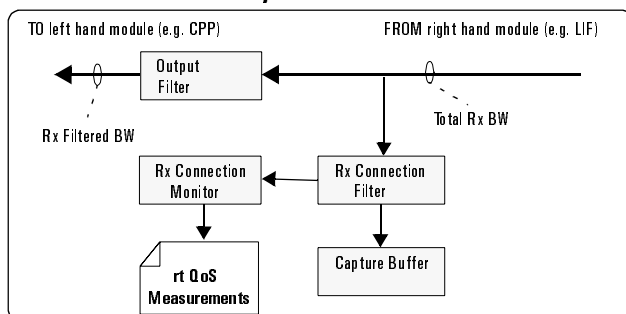 TO left hand module (e.g. CPP)
FROM right hand module (e.g. LIF)
Output
Filter
Rx Filtered BW
Total Rx BW
Rx Connection
Monitor
Rx Connection
Filter
rt QoS
Measurements
Capture Buffer